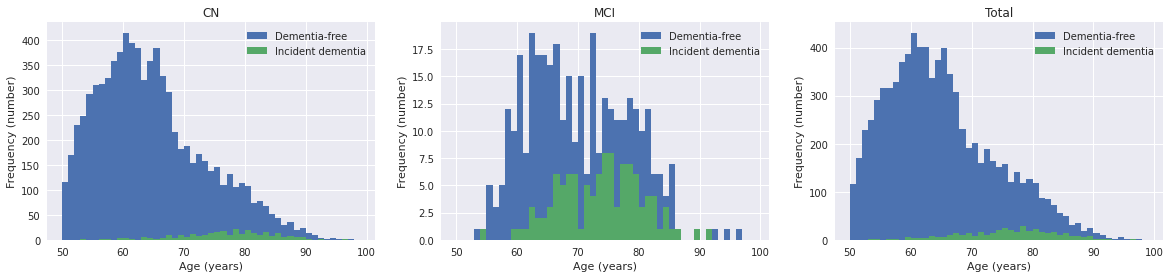 CN
Frequency (number)
400
350
300
250
200
150
100
50
0
Dementia-free
Incident dementia
50 60 70 80 90 100
Age (years)
MCI
Frequency (number)
17.5
15.0
12.5
10.0
7.5
5.0
2.5
0.0
Dementia-free
Incident dementia
50 60 70 80 90 100
Age (years)
Total
Frequency (number)
400
300
200
100
0
Dementia-free
Incident dementia
50 60 70 80 90 100
Age (years)